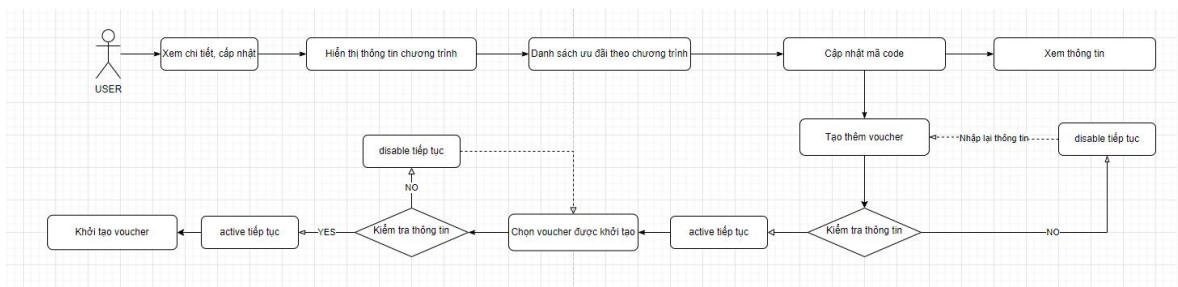 Xem chi tiết, cấp nhật
Hiển thị thông tin chương trình
Danh sách ưu đãi theo chương trình
Cập nhật mã code
Xem thông tin
USER
Tạo thêm voucher
Nhập lại thông tin
disable tiếp tục
disable tiếp tục
NO
Khởi tạo voucher
active tiếp tục
YES
Kiểm tra thông tin
Chọn voucher được khởi tạo
active tiếp tục
Kiểm tra thông tin
NO